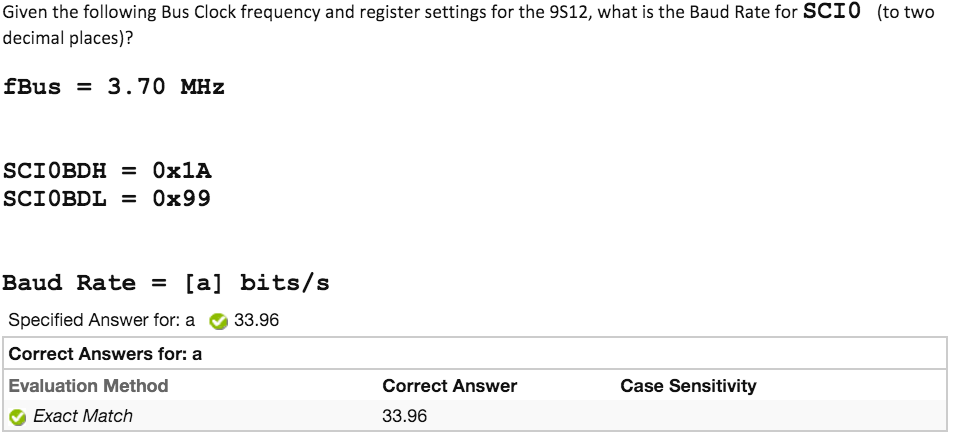 Given the following Bus Clock frequency and register settings for the 9S12, what is the Baud Rate for SCI0 (to two
decimal places)?
fBus = 3.70 MHz
SCI0BDH = 0x1A
SCI0BDL = 0x99
Baud Rate = [a] bits/s
Specified Answer for: a 33.96
Correct Answers for: a
Evaluation Method Correct Answer Case Sensitivity
Exact Match 33.96